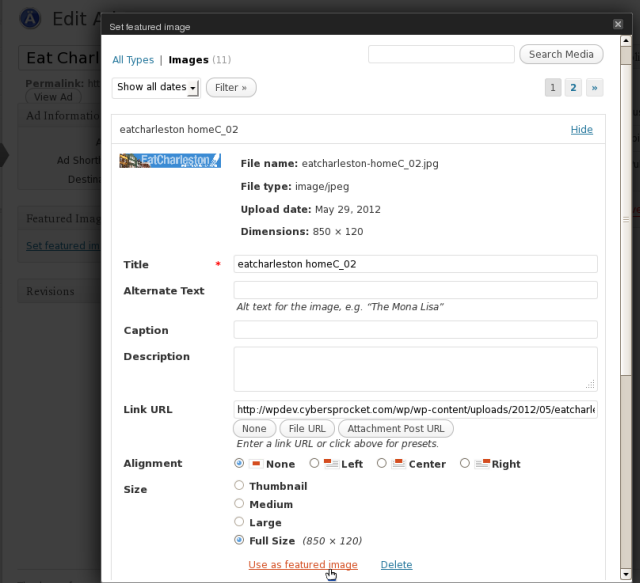 Set featured image
Edit A
All Types | Images (11)
Search Media
Show all dates
Filter »
1 2 »
Eat Charl
Permalink: htt
View Ad
Ad Informatio
Ad Short
Destina
Featured Imag
Set featured im
Revisions
eatcharleston homeC_02
Hide
EatCharleston
File name: eatcharleston-homeC_02.jpg
File type: image/jpeg
Upload date: May 29, 2012
Dimensions: 850 × 120
Title * eatcharleston homeC_02
Alternate Text
Alt text for the image, e.g. “The Mona Lisa”
Caption
Description
Link URL http://wpdev.cybersprocket.com/wp/wp-content/uploads/2012/05/eatcharle
None File URL Attachment Post URL
Enter a link URL or click above for presets.
Alignment None Left Center Right
Size Thumbnail
Medium
Large
Full Size (850 × 120)
Use as featured image Delete